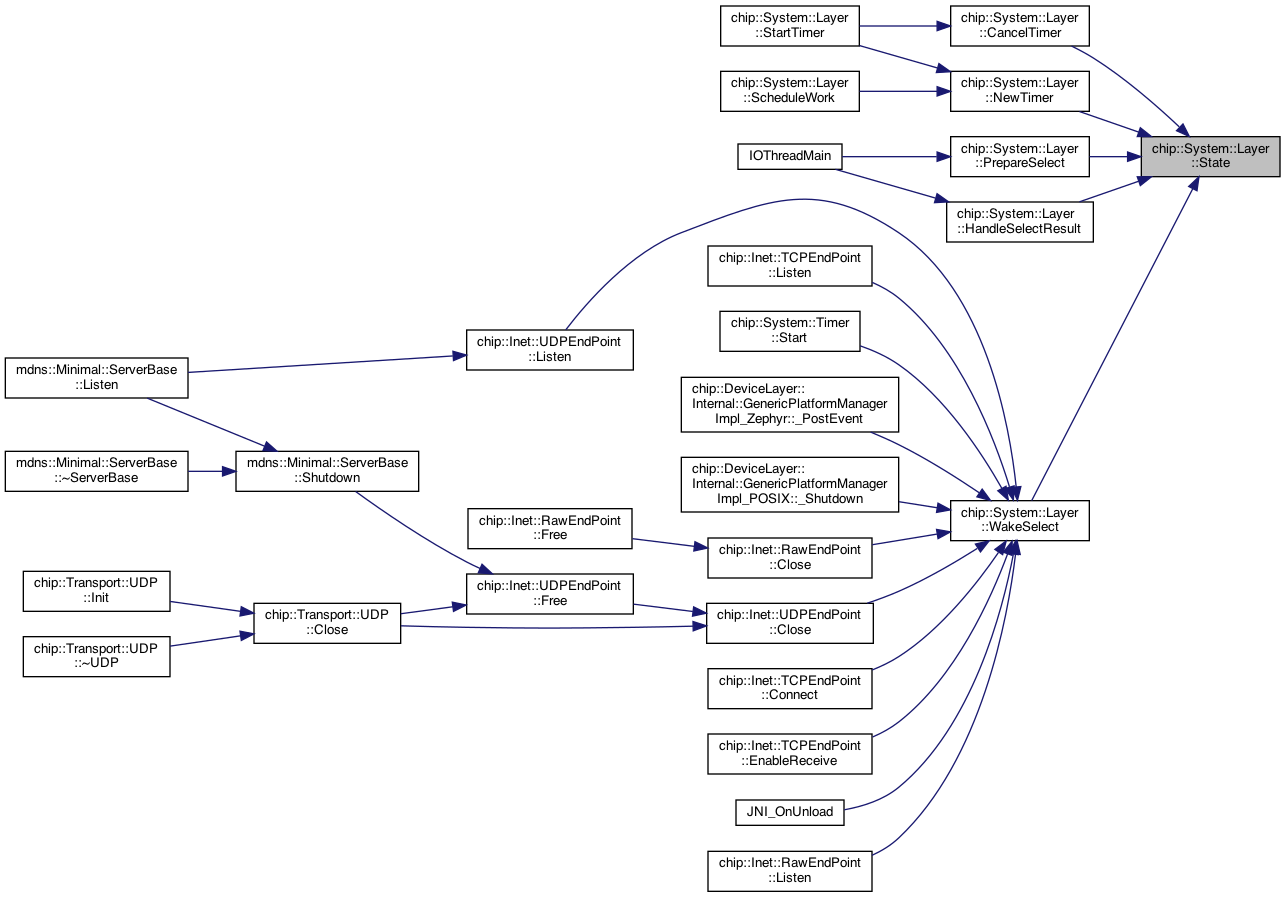 chip::System::Layer
::StartTimer
chip::System::Layer
::CancelTimer
chip::System::Layer
::ScheduleWork
chip::System::Layer
::NewTimer
IOThreadMain
chip::System::Layer
::PrepareSelect
chip::System::Layer
::State
chip::System::Layer
::HandleSelectResult
chip::Inet::TCPEndPoint
::Listen
chip::System::Timer
::Start
chip::Inet::UDPEndPoint
::Listen
mdns::Minimal::ServerBase
::Listen
chip::DeviceLayer::
Internal::GenericPlatformManager
Impl_Zephyr::_PostEvent
mdns::Minimal::ServerBase
::~ServerBase
mdns::Minimal::ServerBase
::Shutdown
chip::DeviceLayer::
Internal::GenericPlatformManager
Impl_POSIX::_Shutdown
chip::System::Layer
::WakeSelect
chip::Inet::RawEndPoint
::Free
chip::Inet::RawEndPoint
::Close
chip::Transport::UDP
::Init
chip::Inet::UDPEndPoint
::Free
chip::Transport::UDP
::Close
chip::Inet::UDPEndPoint
::Close
chip::Transport::UDP
::~UDP
chip::Inet::TCPEndPoint
::Connect
chip::Inet::TCPEndPoint
::EnableReceive
JNI_OnUnload
chip::Inet::RawEndPoint
::Listen